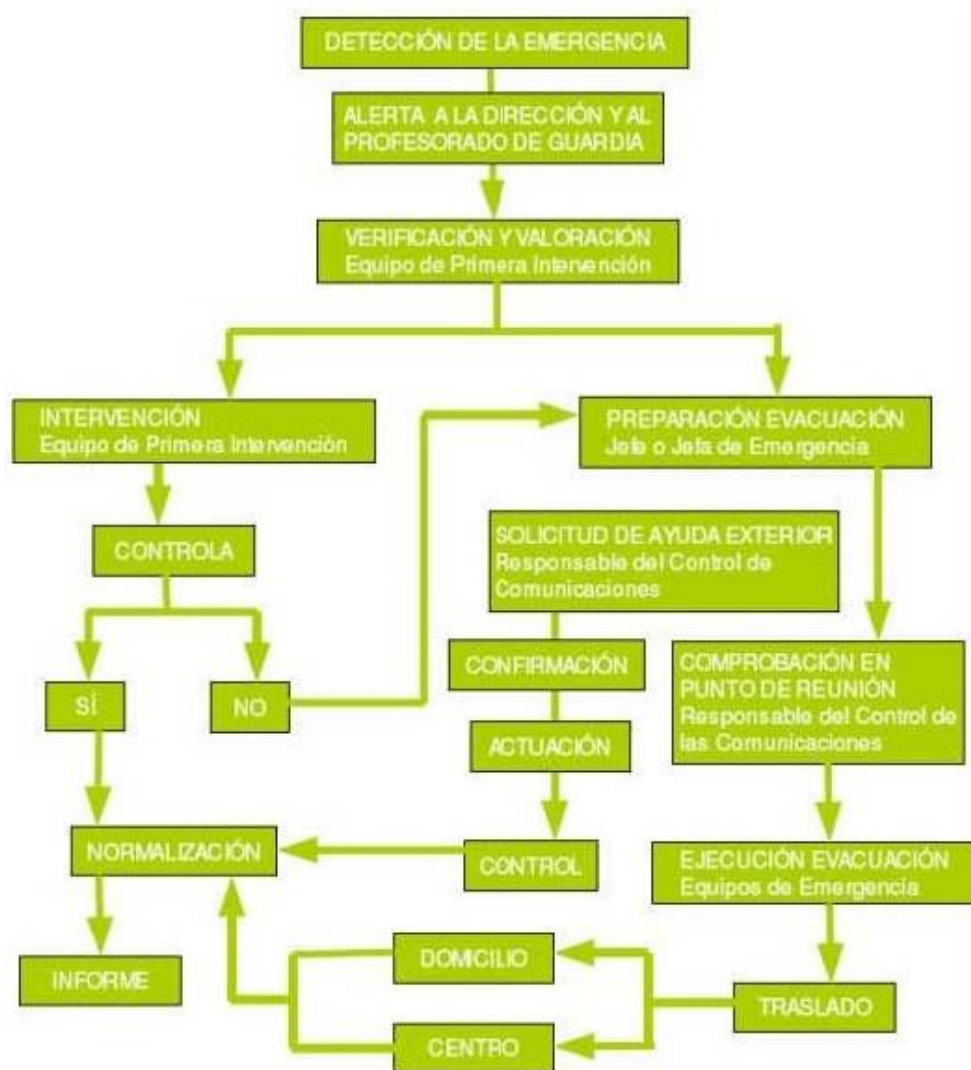 DETECCIÓN DE LA EMERGENCIA
ALERTA A LA DIRECCIÓN Y AL
PROFESORADO DE GUARDIA
VERIFICACIÓN Y VALORACIÓN
Equipo de Primera Intervención
INTERVENCIÓN
Equipo de Primera Intervención
PREPARACIÓN EVACUACIÓN
Jefe o Jefa de Emergencia
CONTROLA
SOLICITUD DE AYUDA EXTERIOR
Responsable del Control de
Comunicaciones
SÍ
NO
CONFIRMACIÓN
COMPROBACIÓN EN
PUNTO DE REUNIÓN
Responsable del Control de
las Comunicaciones
ACTUACIÓN
NORMALIZACIÓN
CONTROL
EJECUCIÓN EVACUACIÓN
Equipos de Emergencia
INFORME
DOMICILIO
TRASLADO
CENTRO